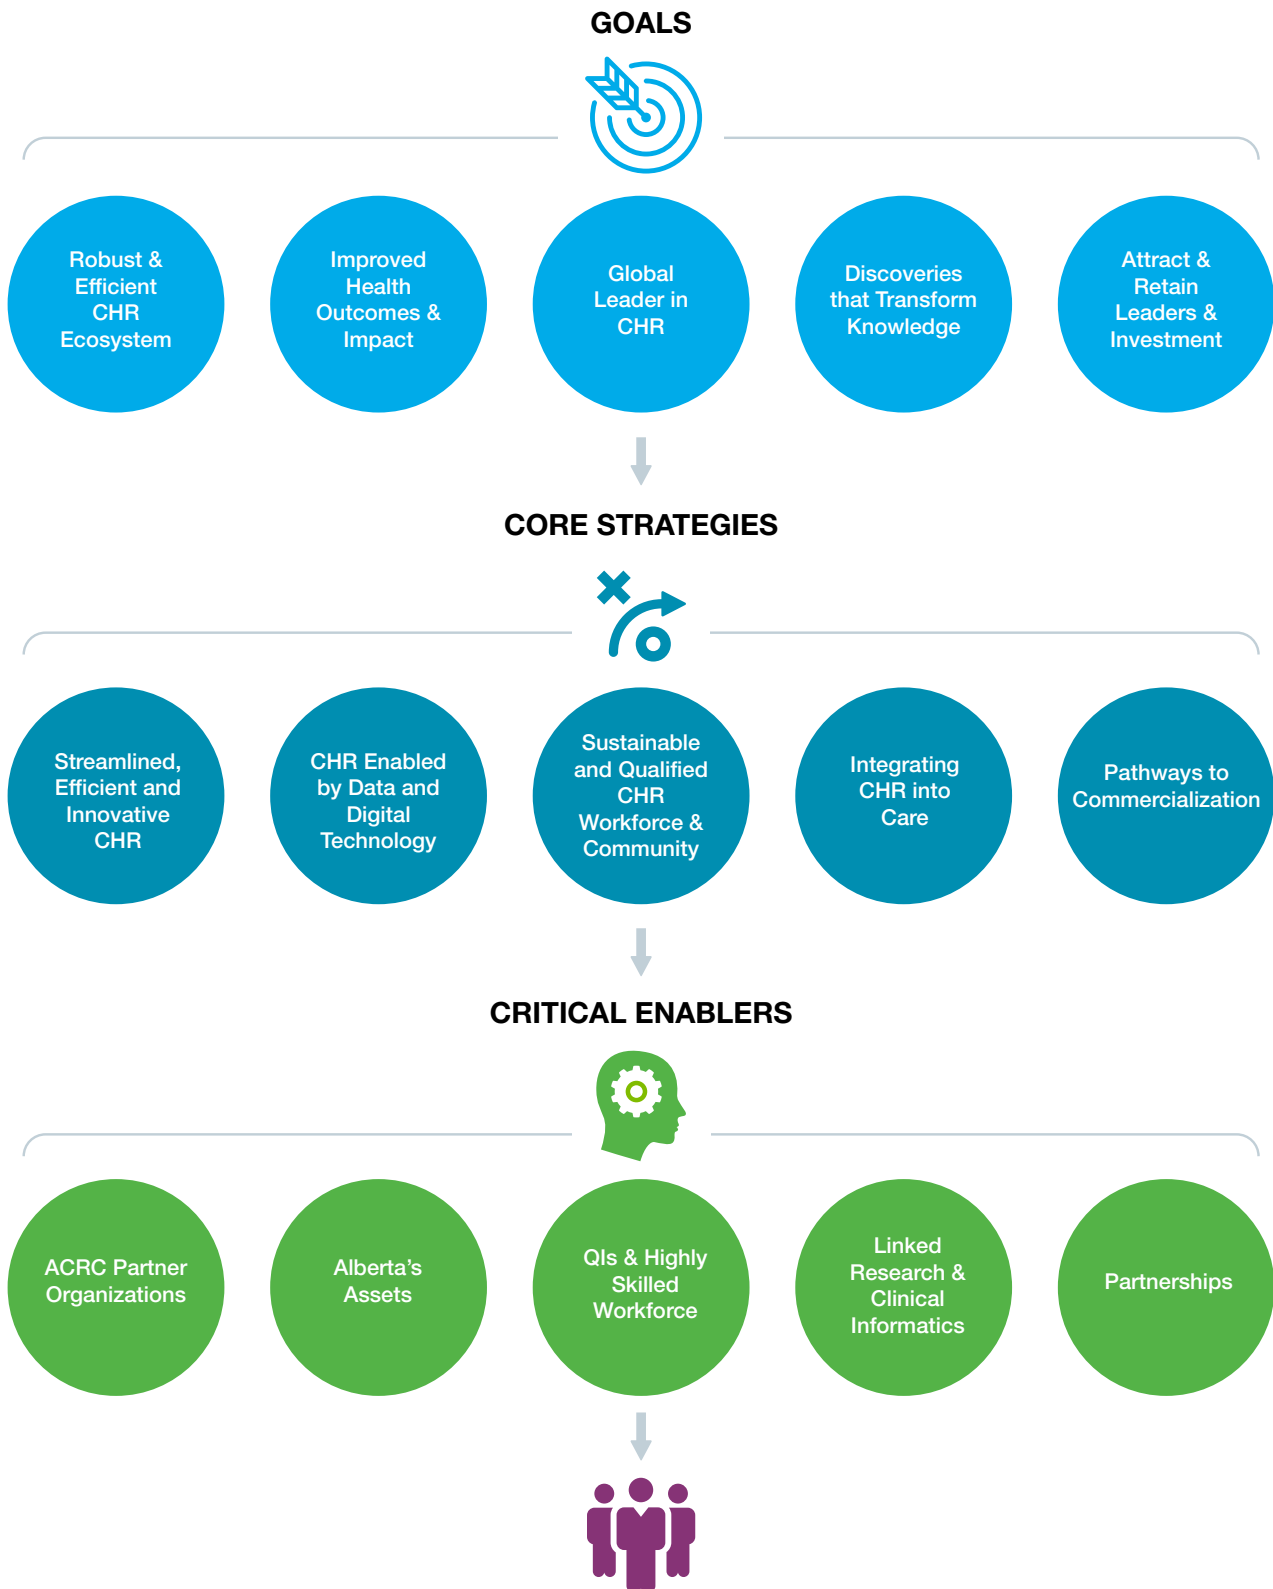 GOALS
Robust &
Efficient
CHR
Ecosystem
Improved
Health
Outcomes &
Impact
Global
Leader in
CHR
Discoveries
that Transform
Knowledge
Attract &
Retain
Leaders &
Investment
CORE STRATEGIES
Streamlined,
Efficient and
Innovative
CHR
CHR Enabled
by Data and
Digital
Technology
Sustainable
and Qualified
CHR
Workforce &
Community
Integrating
CHR into
Care
Pathways to
Commercialization
CRITICAL ENABLERS
ACRC Partner
Organizations
Alberta’s
Assets
QIs & Highly
Skilled
Workforce
Linked
Research &
Clinical
Informatics
Partnerships